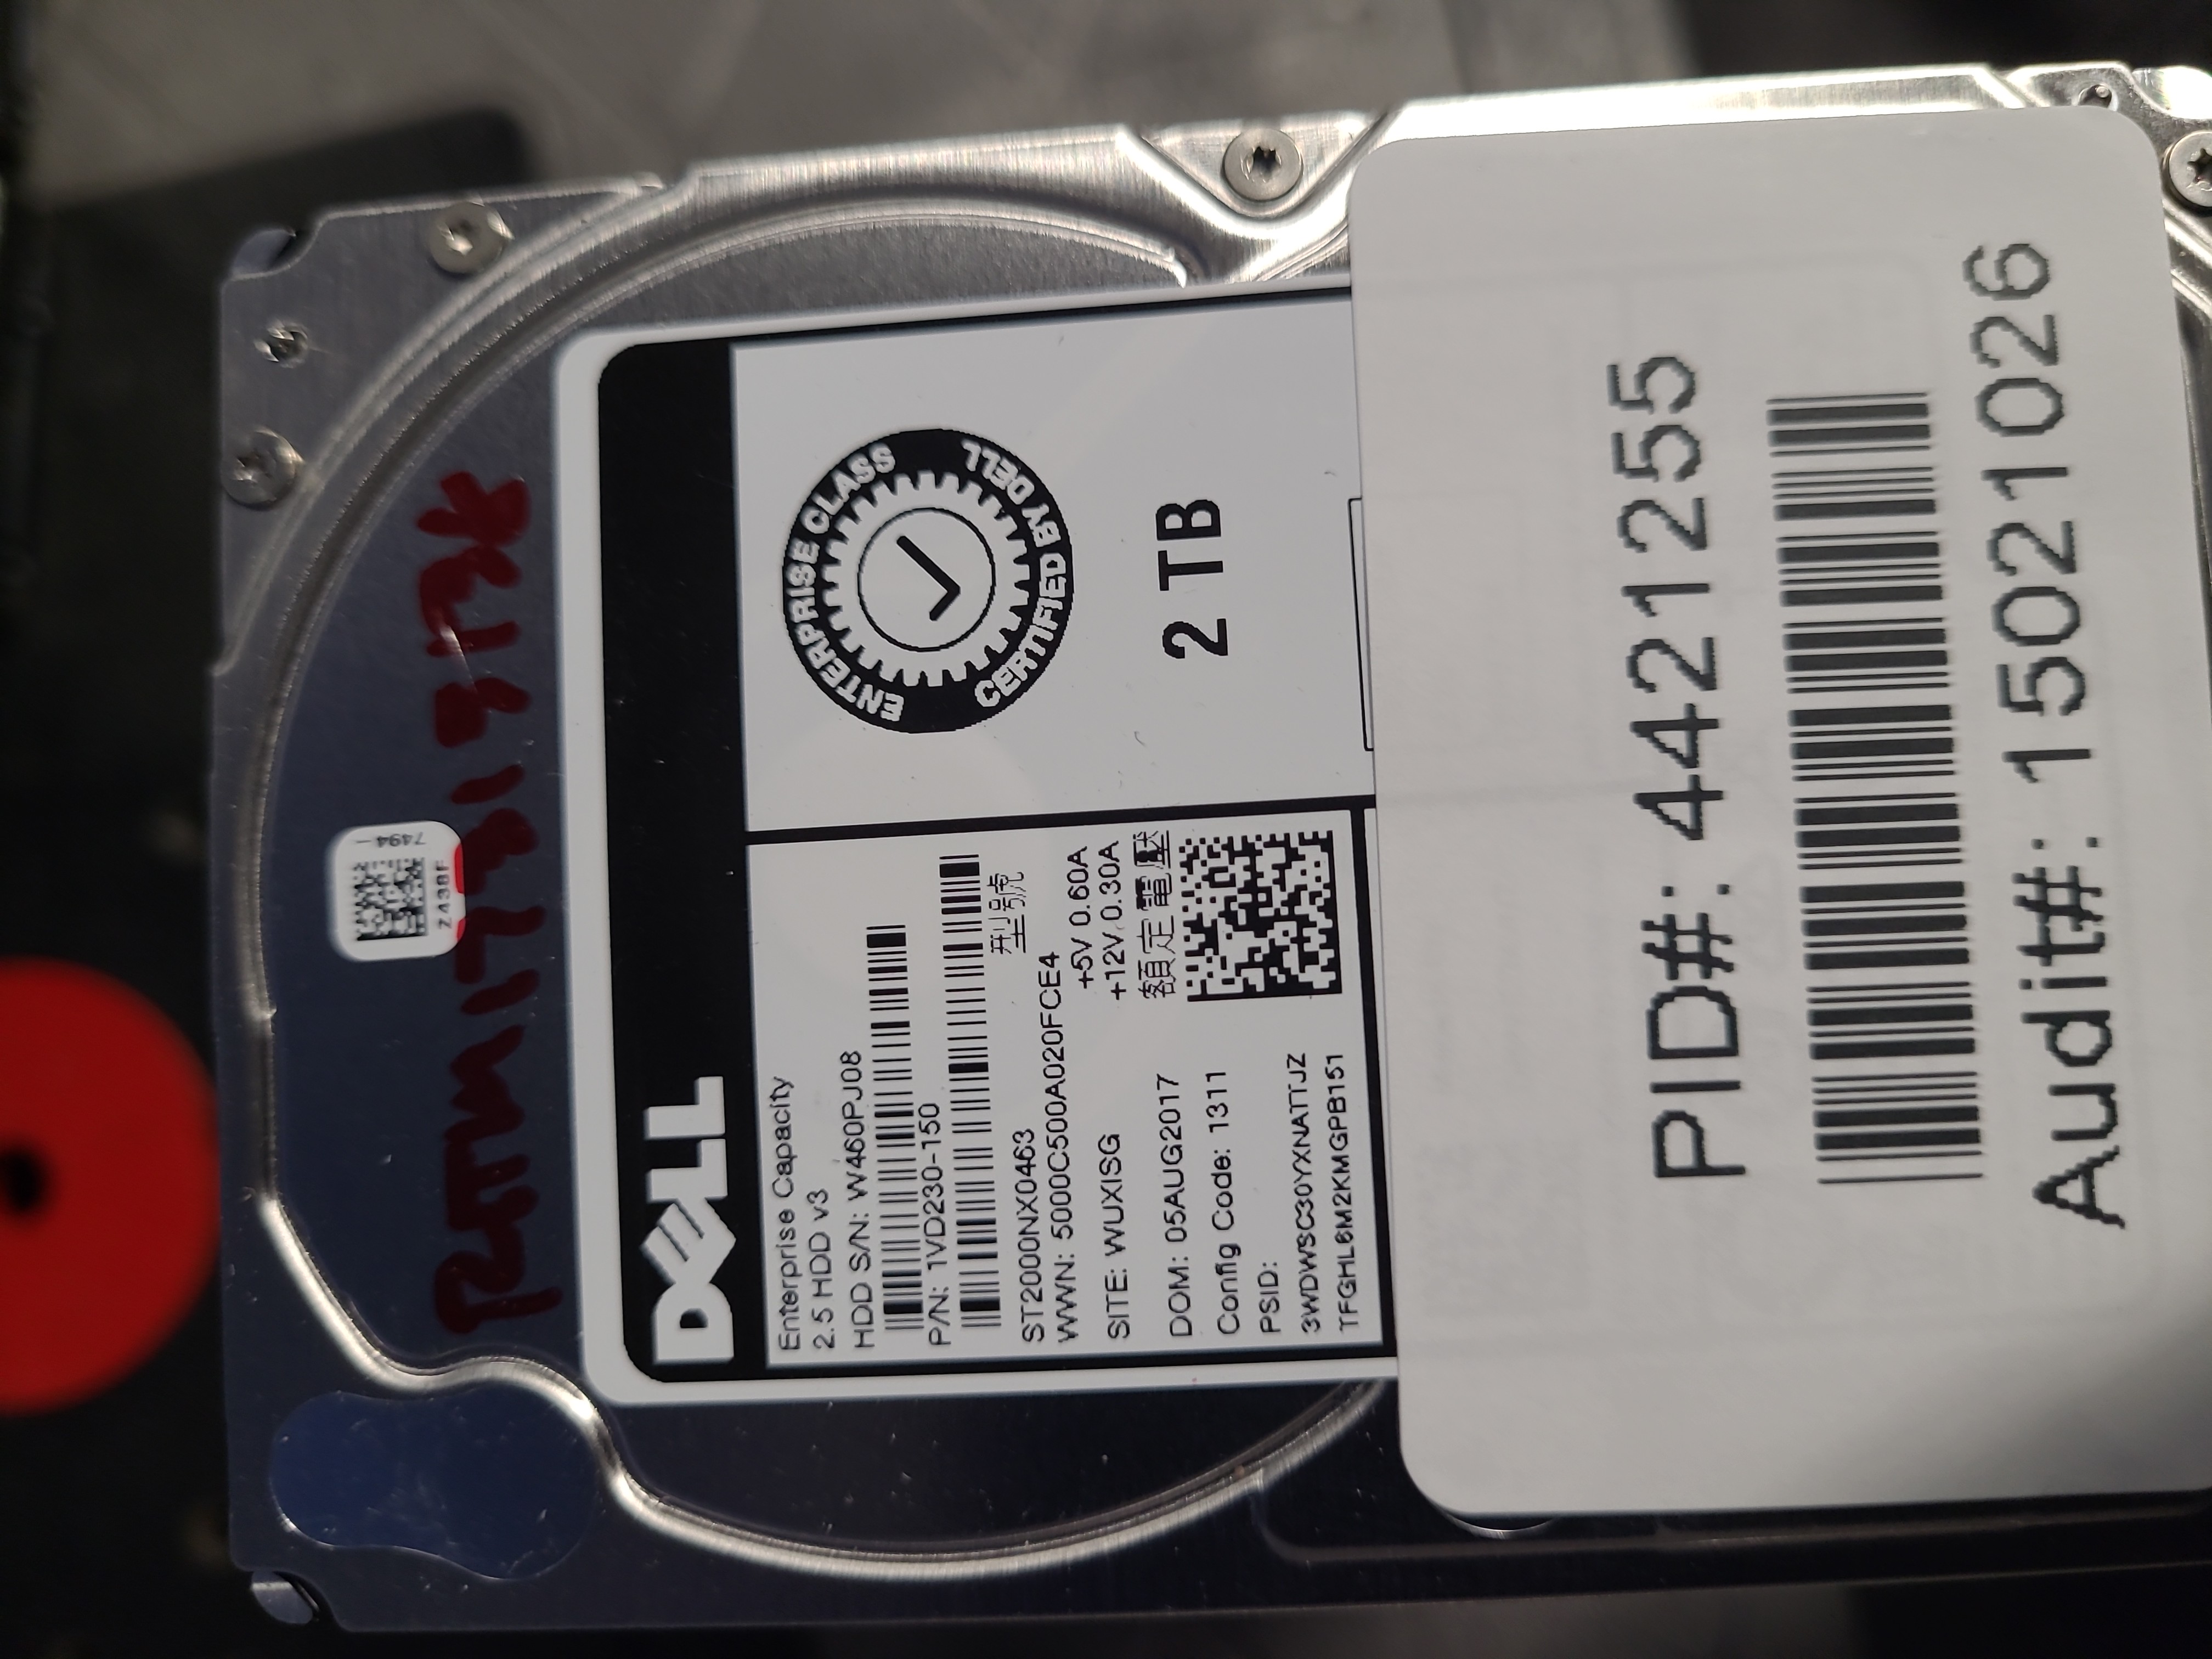 7494-
Z438F
DELL
Enterprise Capacity
2.5 HDD v3
HDD S/N: W460PJ08
P/N: 1VD230-150
型號
ST2000NX0463
WWN: 5000C500A020FCE4
+5V 0.60A
SITE: WUXISG
+12V 0.30A
額定電壓
DOM: 05AUG2017
Config Code: 1311
PSID:
3WDWSC30YXNATTJZ
TFGHL6M2KMGPB151
ENTERPRISE CLASS
CERTIFIED BY DELL
2 TB
PID#: 4421255
Audit#: 15021026